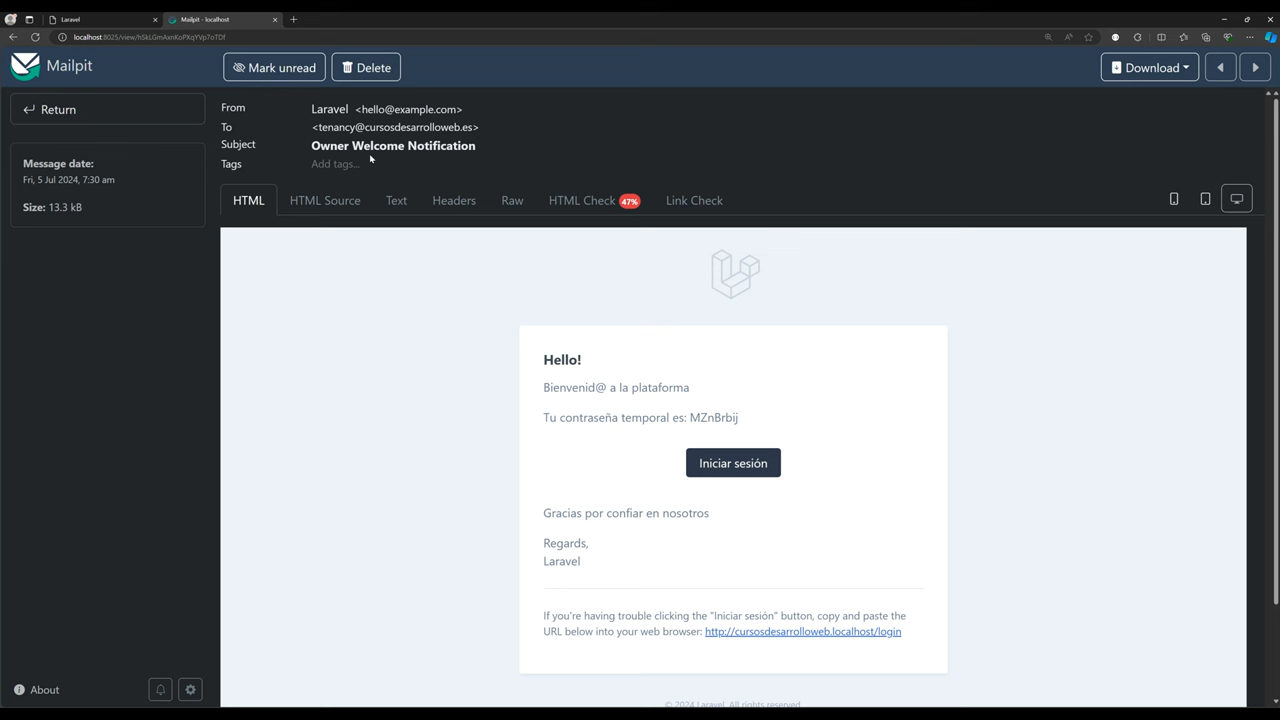 Laravel
Mailpit - localhost
localhost:8025/view/hSkLGmAxnKoPXqYVp7oTDf
Mailpit
Mark unread
Delete
Download
Return
From
Laravel <hello@example.com>
To
<tenancy@cursosdesarrolloweb.es>
Subject
Owner Welcome Notification
Tags
Add tags...
Message date:
Fri, 5 Jul 2024, 7:30 am
Size: 13.3 kB
HTML
HTML Source
Text
Headers
Raw
HTML Check 47%
Link Check
Hello!
Bienvenid@ a la plataforma
Tu contraseña temporal es: MZnBrbij
Iniciar sesión
Gracias por confiar en nosotros
Regards,
Laravel
If you're having trouble clicking the "Iniciar sesión" button, copy and paste the
URL below into your web browser: http://cursosdesarrolloweb.localhost/login
© 2024 Laravel. All rights reserved.
About